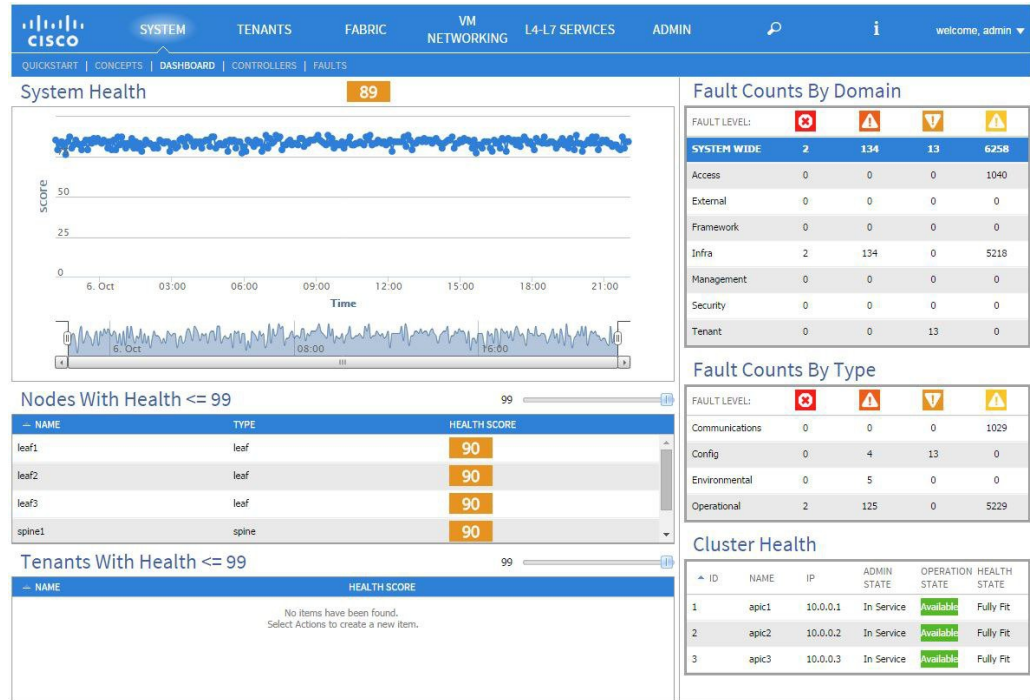 CISCO
SYSTEM TENANTS FABRIC VM NETWORKING L4-L7 SERVICES ADMIN i welcome, admin
QUICKSTART | CONCEPTS | DASHBOARD | CONTROLLERS | FAULTS
System Health 89
score
50
25
0
6. Oct 03:00 06:00 09:00 12:00 15:00 18:00 21:00
Time
6. Oct 08:00 16:00
Nodes With Health <= 99 99
NAME TYPE HEALTH SCORE
leaf1 leaf 90
leaf2 leaf 90
leaf3 leaf 90
spine1 spine 90
Tenants With Health <= 99 99
NAME HEALTH SCORE
No items have been found.
Select Actions to create a new item.
Fault Counts By Domain
FAULT LEVEL:
SYSTEM WIDE 2 134 13 6258
Access 0 0 0 1040
External 0 0 0 0
Framework 0 0 0 0
Infra 2 134 0 5218
Management 0 0 0 0
Security 0 0 0 0
Tenant 0 0 13 0
Fault Counts By Type
FAULT LEVEL:
Communications 0 0 0 1029
Config 0 4 13 0
Environmental 0 5 0 0
Operational 2 125 0 5229
Cluster Health
ID NAME IP ADMIN STATE OPERATION STATE HEALTH STATE
1 apic1 10.0.0.1 In Service Available Fully Fit
2 apic2 10.0.0.2 In Service Available Fully Fit
3 apic3 10.0.0.3 In Service Available Fully Fit